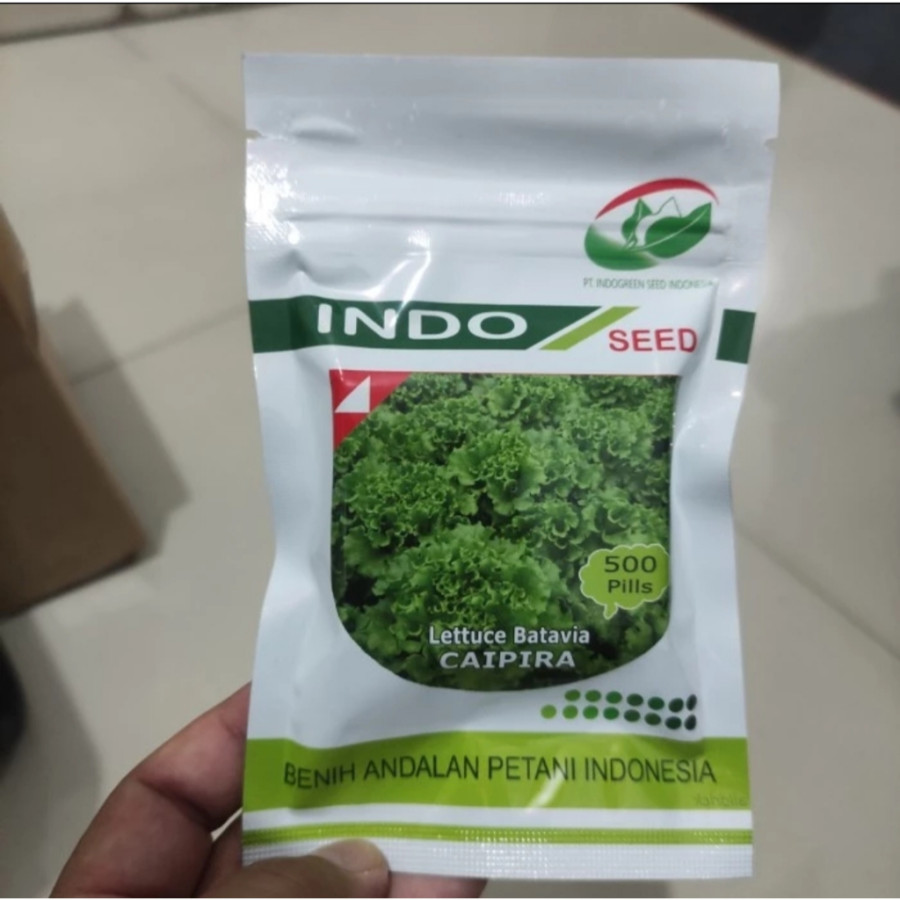 PT. INDOGREEN SEED INDONESIA
INDO
SEED
500
Pills
Lettuce Batavia
CAIPIRA
BENIH ANDALAN PETANI INDONESIA